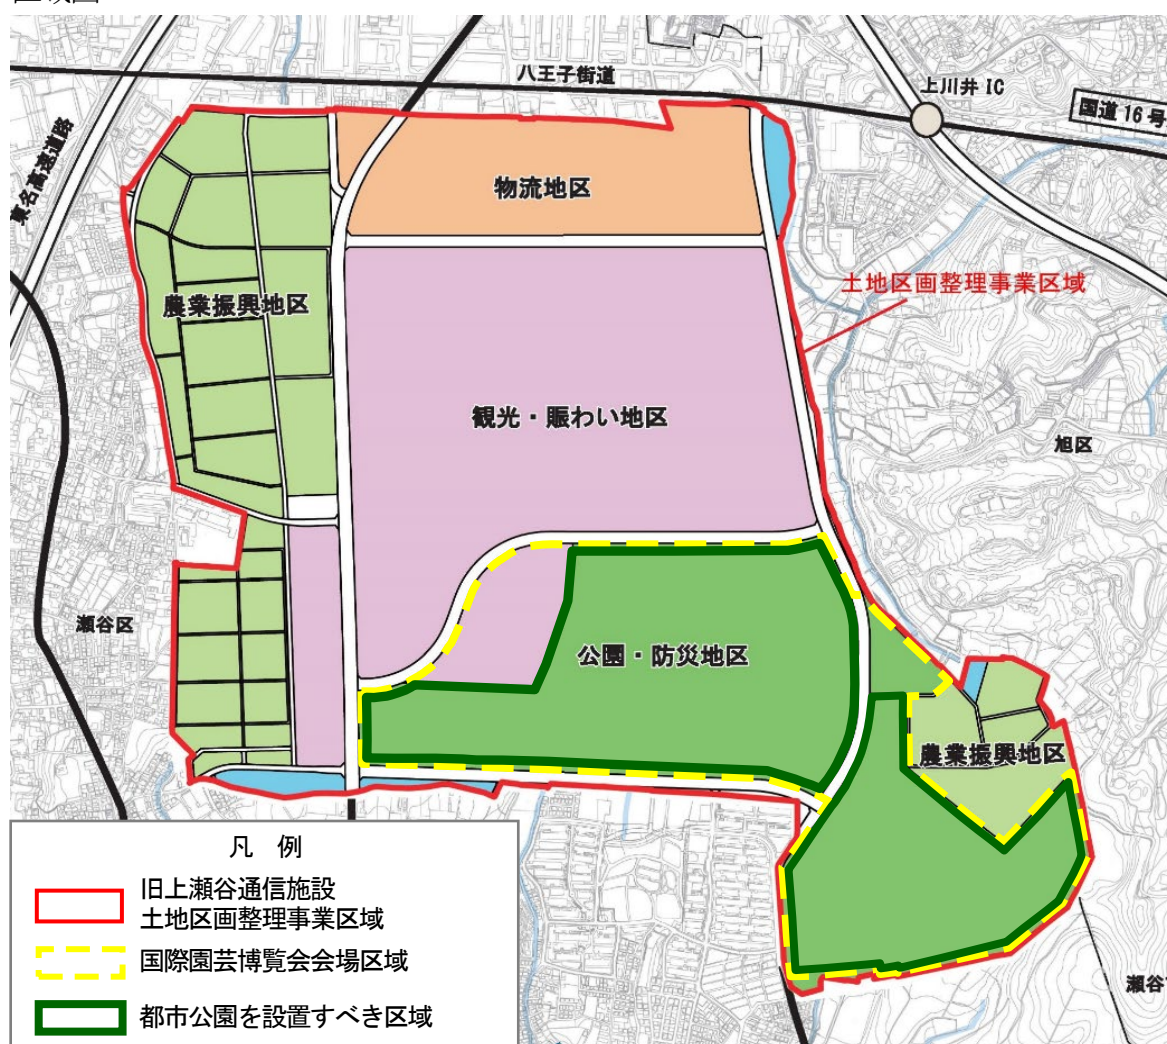 八王子街道
上川井 IC
国道 16 号
東名高速道路
物流地区
土地区画整理事業区域
農業振興地区
観光・賑わい地区
旭区
瀬谷区
公園・防災地区
農業振興地区
凡 例
旧上瀬谷通信施設
土地区画整理事業区域
国際園芸博覧会会場区域
都市公園を設置すべき区域
瀬谷